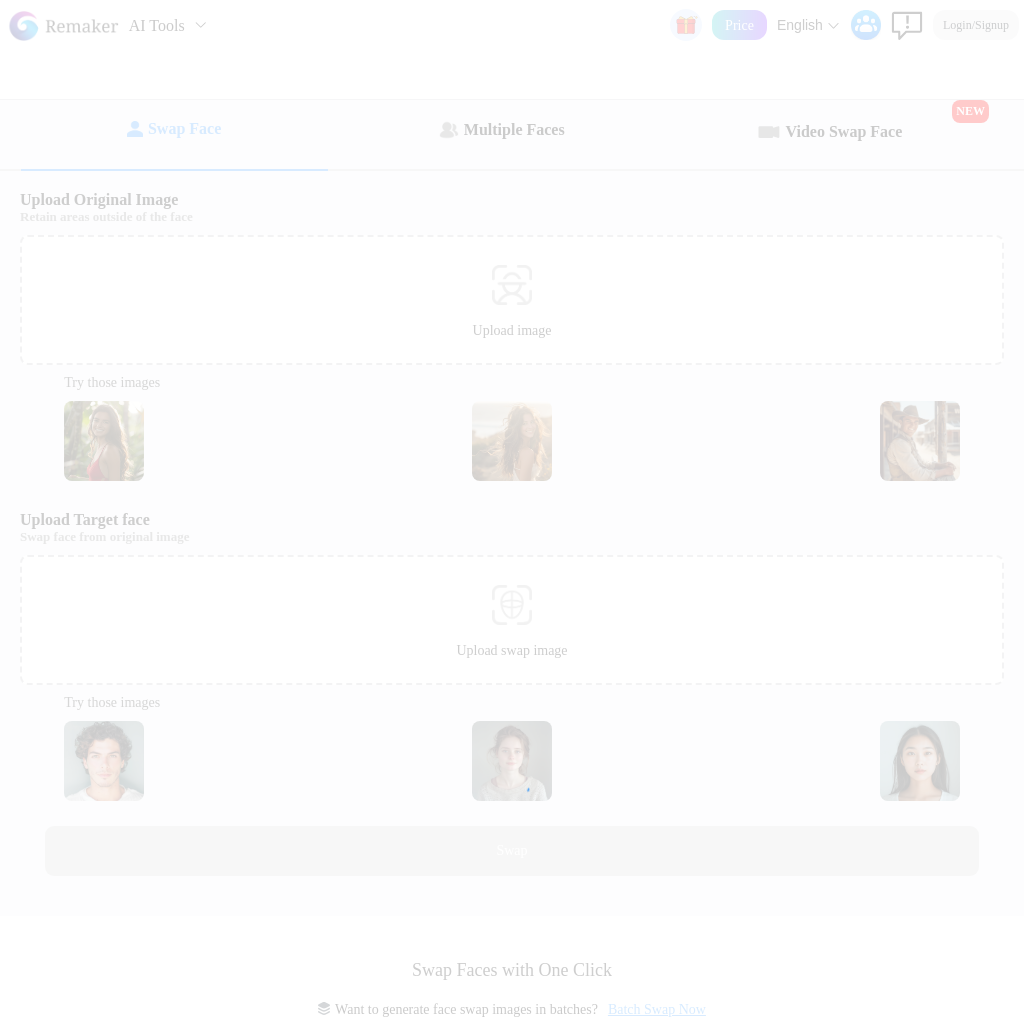 Remaker AI Tools Price English Login/Signup
NEW
Swap Face Multiple Faces Video Swap Face
Upload Original Image
Retain areas outside of the face
Upload image
Try those images
Upload Target face
Swap face from original image
Upload swap image
Try those images
Swap
Swap Faces with One Click
Want to generate face swap images in batches? Batch Swap Now